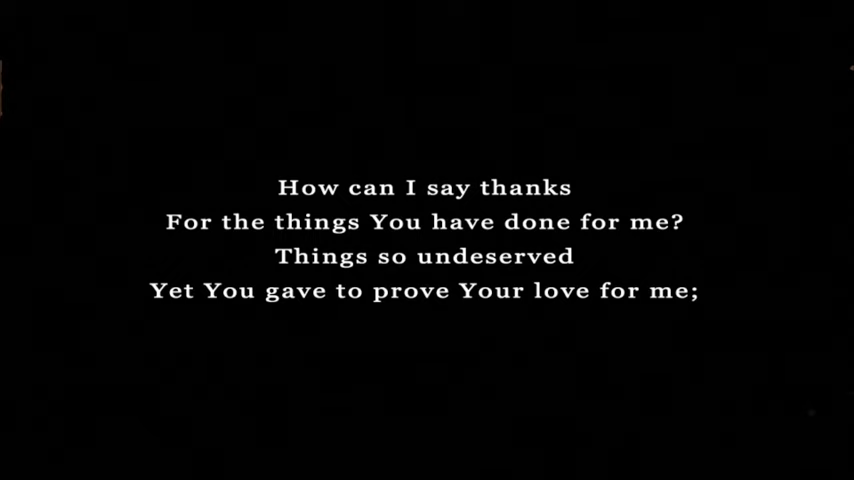 How can I say thanks
For the things You have done for me?
Things so undeserved
Yet You gave to prove Your love for me;